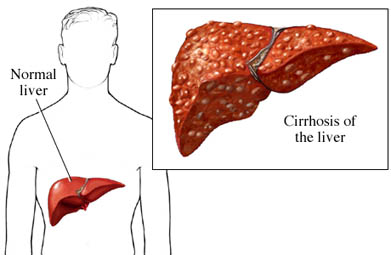 Normal
liver
Cirrhosis of
the liver